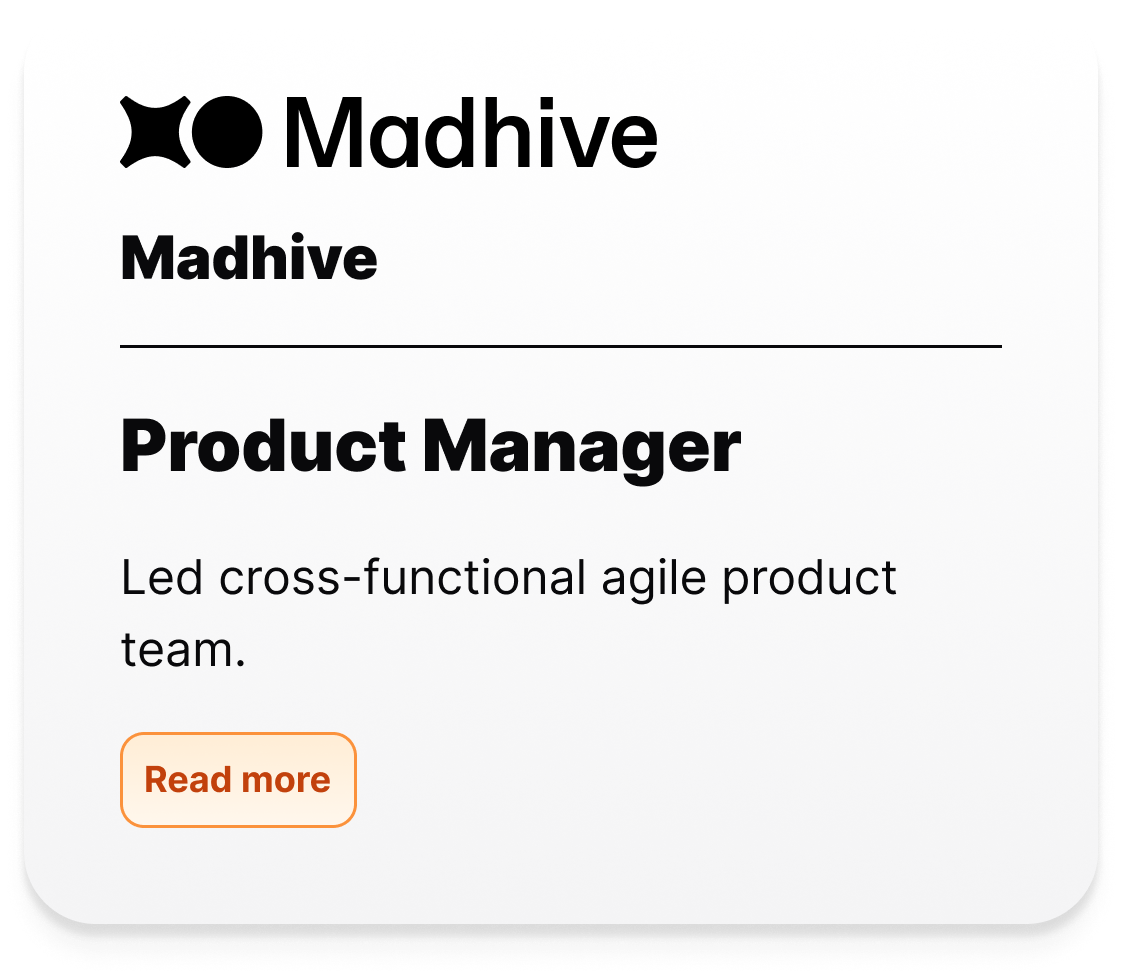 Madhive
Madhive
Product Manager
Led cross-functional agile product
team.
Read more